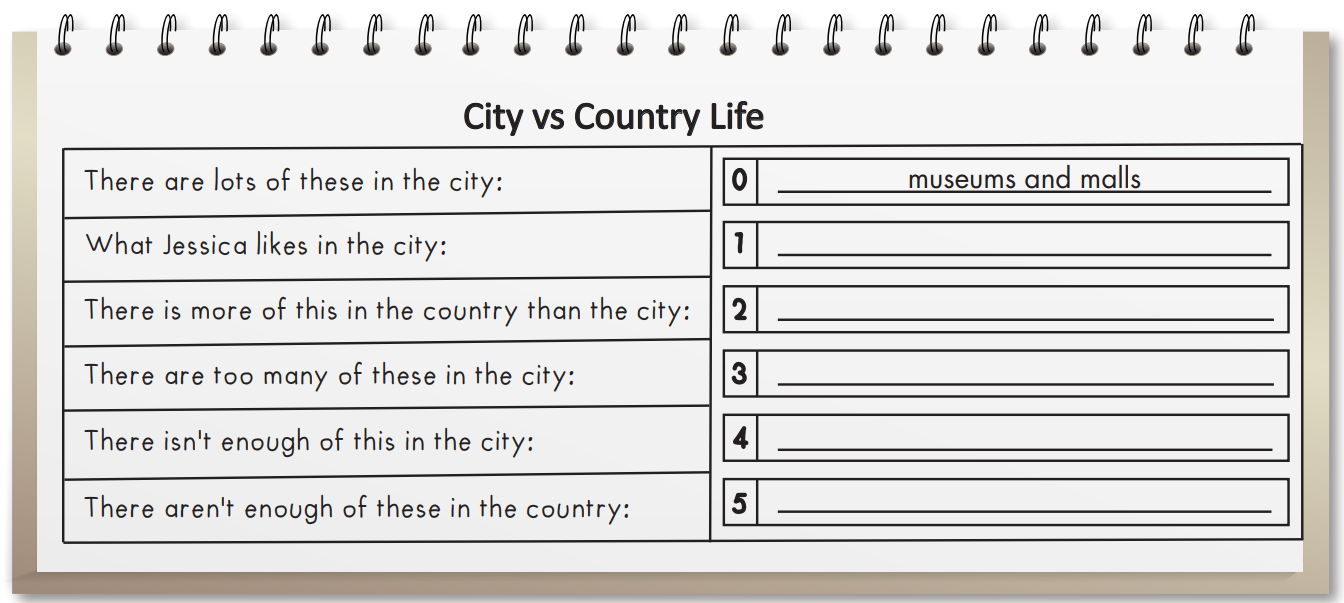 City vs Country Life
There are lots of these in the city:
0 museums and malls
What Jessica likes in the city:
1
There is more of this in the country than the city:
2
There are too many of these in the city:
3
There isn't enough of this in the city:
4
There aren't enough of these in the country:
5